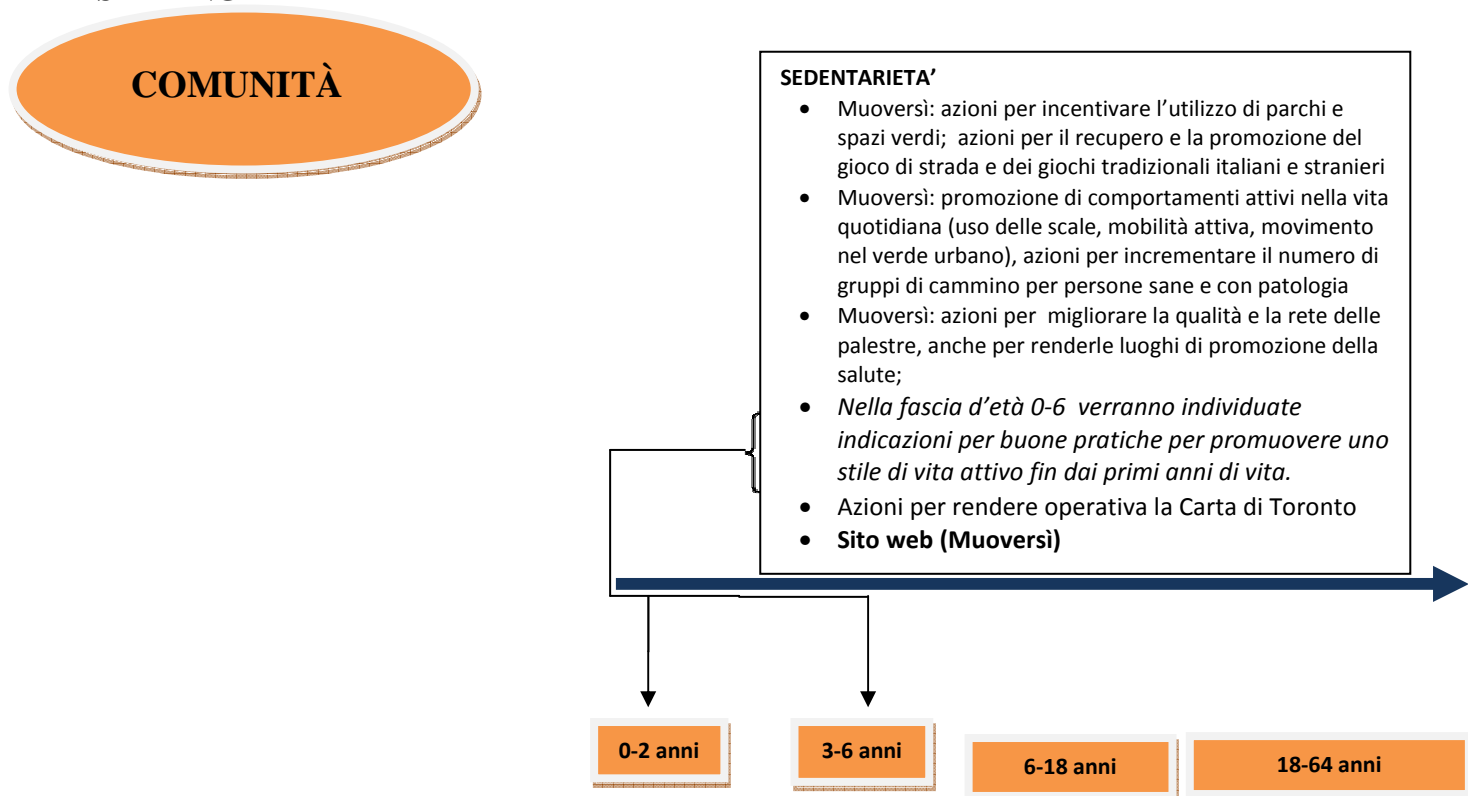 COMUNITÀ
SEDENTARIETA’
• Muoversì: azioni per incentivare l’utilizzo di parchi e
spazi verdi; azioni per il recupero e la promozione del
gioco di strada e dei giochi tradizionali italiani e stranieri
• Muoversì: promozione di comportamenti attivi nella vita
quotidiana (uso delle scale, mobilità attiva, movimento
nel verde urbano), azioni per incrementare il numero di
gruppi di cammino per persone sane e con patologia
• Muoversì: azioni per migliorare la qualità e la rete delle
palestre, anche per renderle luoghi di promozione della
salute;
• Nella fascia d’età 0-6 verranno individuate
indicazioni per buone pratiche per promuovere uno
stile di vita attivo fin dai primi anni di vita.
• Azioni per rendere operativa la Carta di Toronto
• Sito web (Muoversì)
0-2 anni
3-6 anni
6-18 anni
18-64 anni